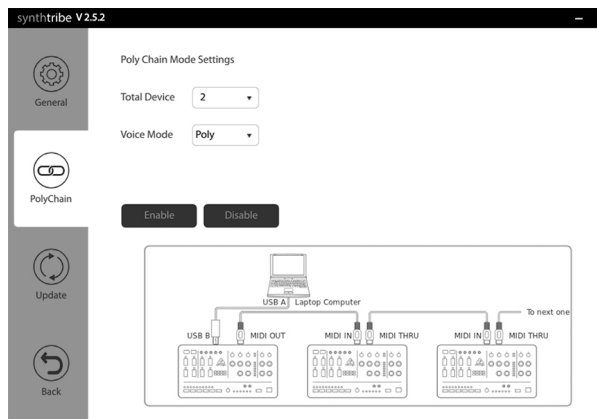 synthtribe V 2.5.2
General
PolyChain
Update
Back
Poly Chain Mode Settings
Total Device 2
Voice Mode Poly
Enable Disable
USB A Laptop Computer
To next one
USB B MIDI OUT MIDI IN MIDI THRU MIDI IN MIDI THRU